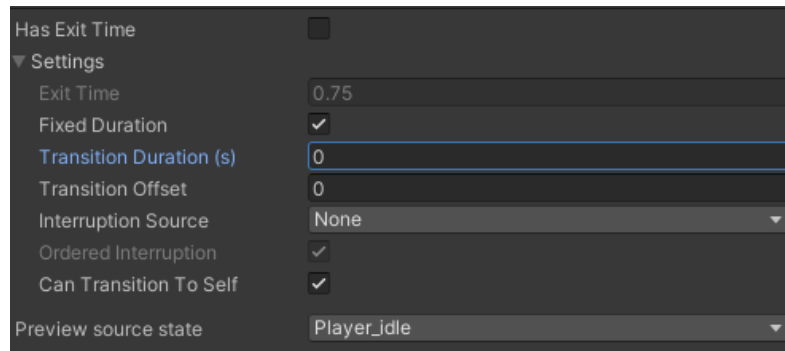 Has Exit Time
Settings
Exit Time 0.75
Fixed Duration
Transition Duration (s) 0
Transition Offset 0
Interruption Source None
Ordered Interruption
Can Transition To Self
Preview source state Player_idle